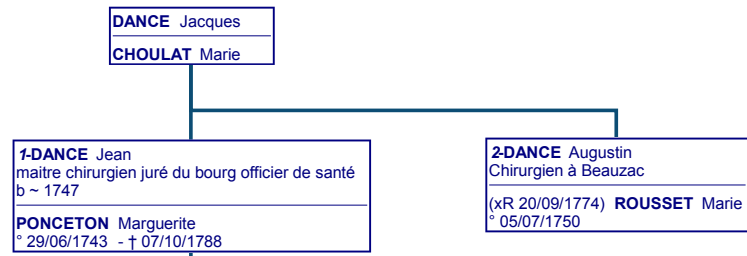 DANCE Jacques
CHOULAT Marie
1-DANCE Jean
maitre chirurgien juré du bourg officier de santé
b ~ 1747
PONCETON Marguerite
° 29/06/1743 - † 07/10/1788
2-DANCE Augustin
Chirurgien à Beauzac
(xR 20/09/1774) ROUSSET Marie
° 05/07/1750